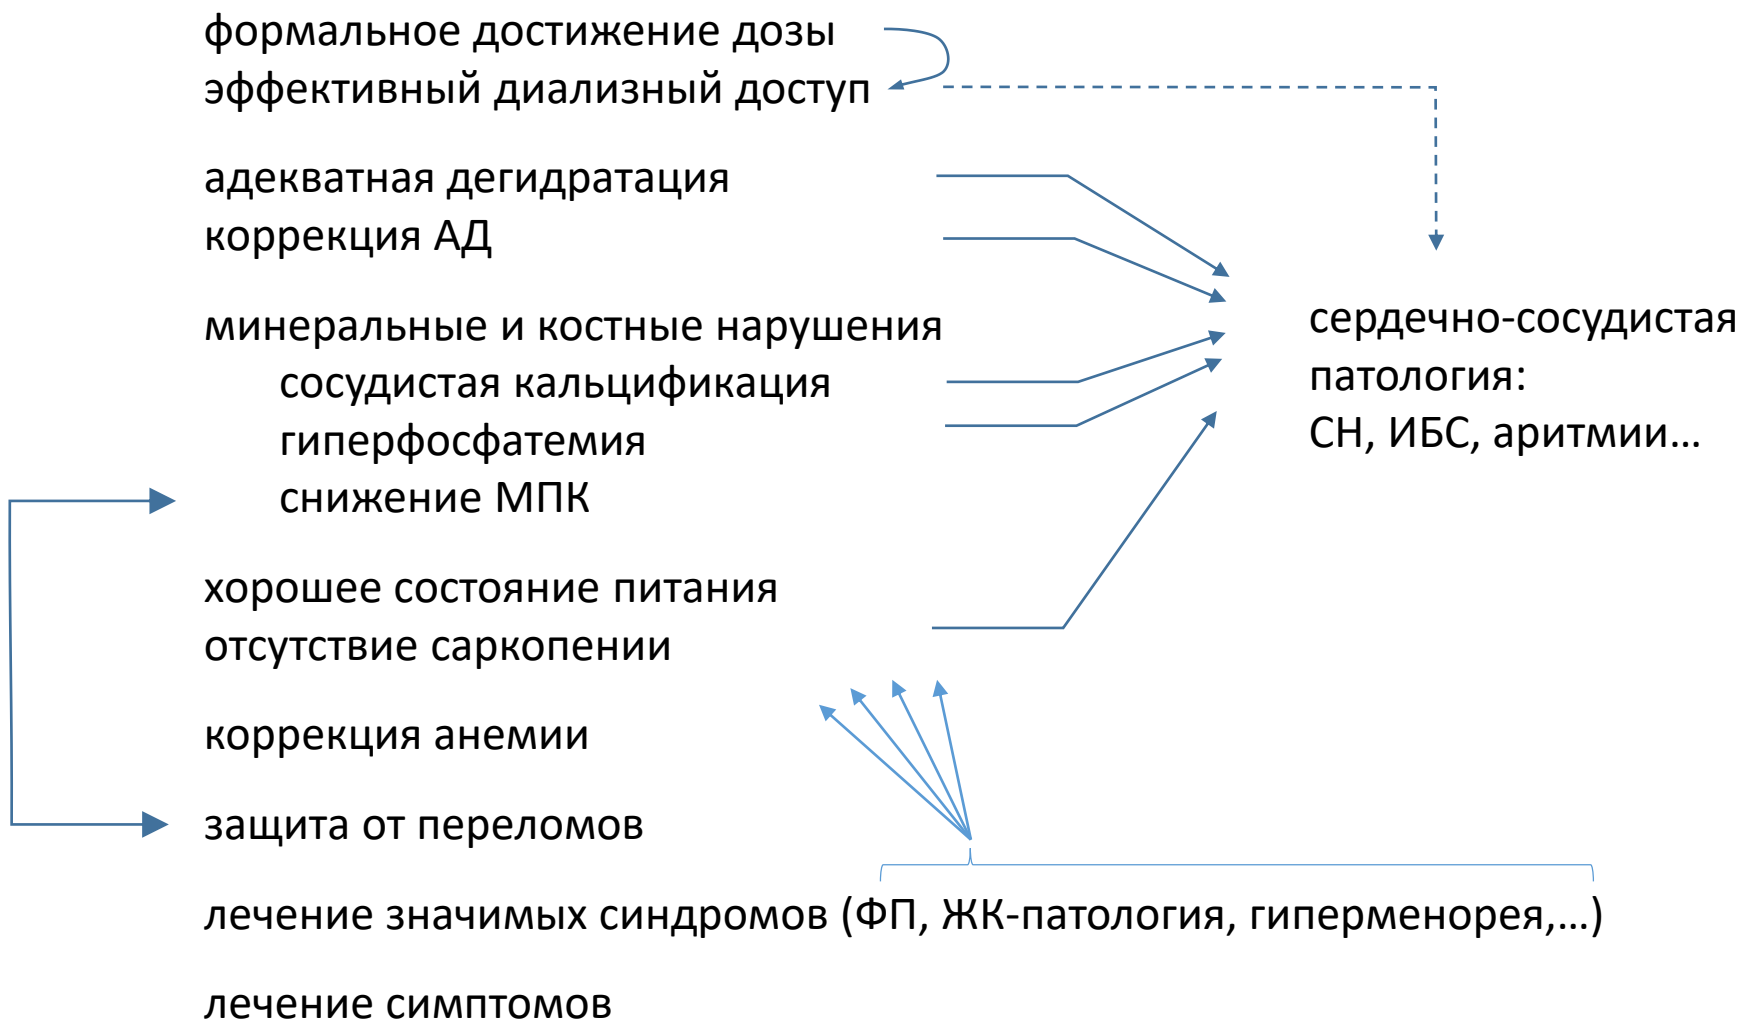 формальное достижение дозы
эффективный диализный доступ
адекватная дегидратация
коррекция АД
минеральные и костные нарушения
сосудистая кальцификация
гиперфосфатемия
снижение МПК
хорошее состояние питания
отсутствие саркопении
коррекция анемии
защита от переломов
лечение значимых синдромов (ФП, ЖК-патология, гиперменорея,...)
лечение симптомов
сердечно-сосудистая
патология:
СН, ИБС, аритмии...